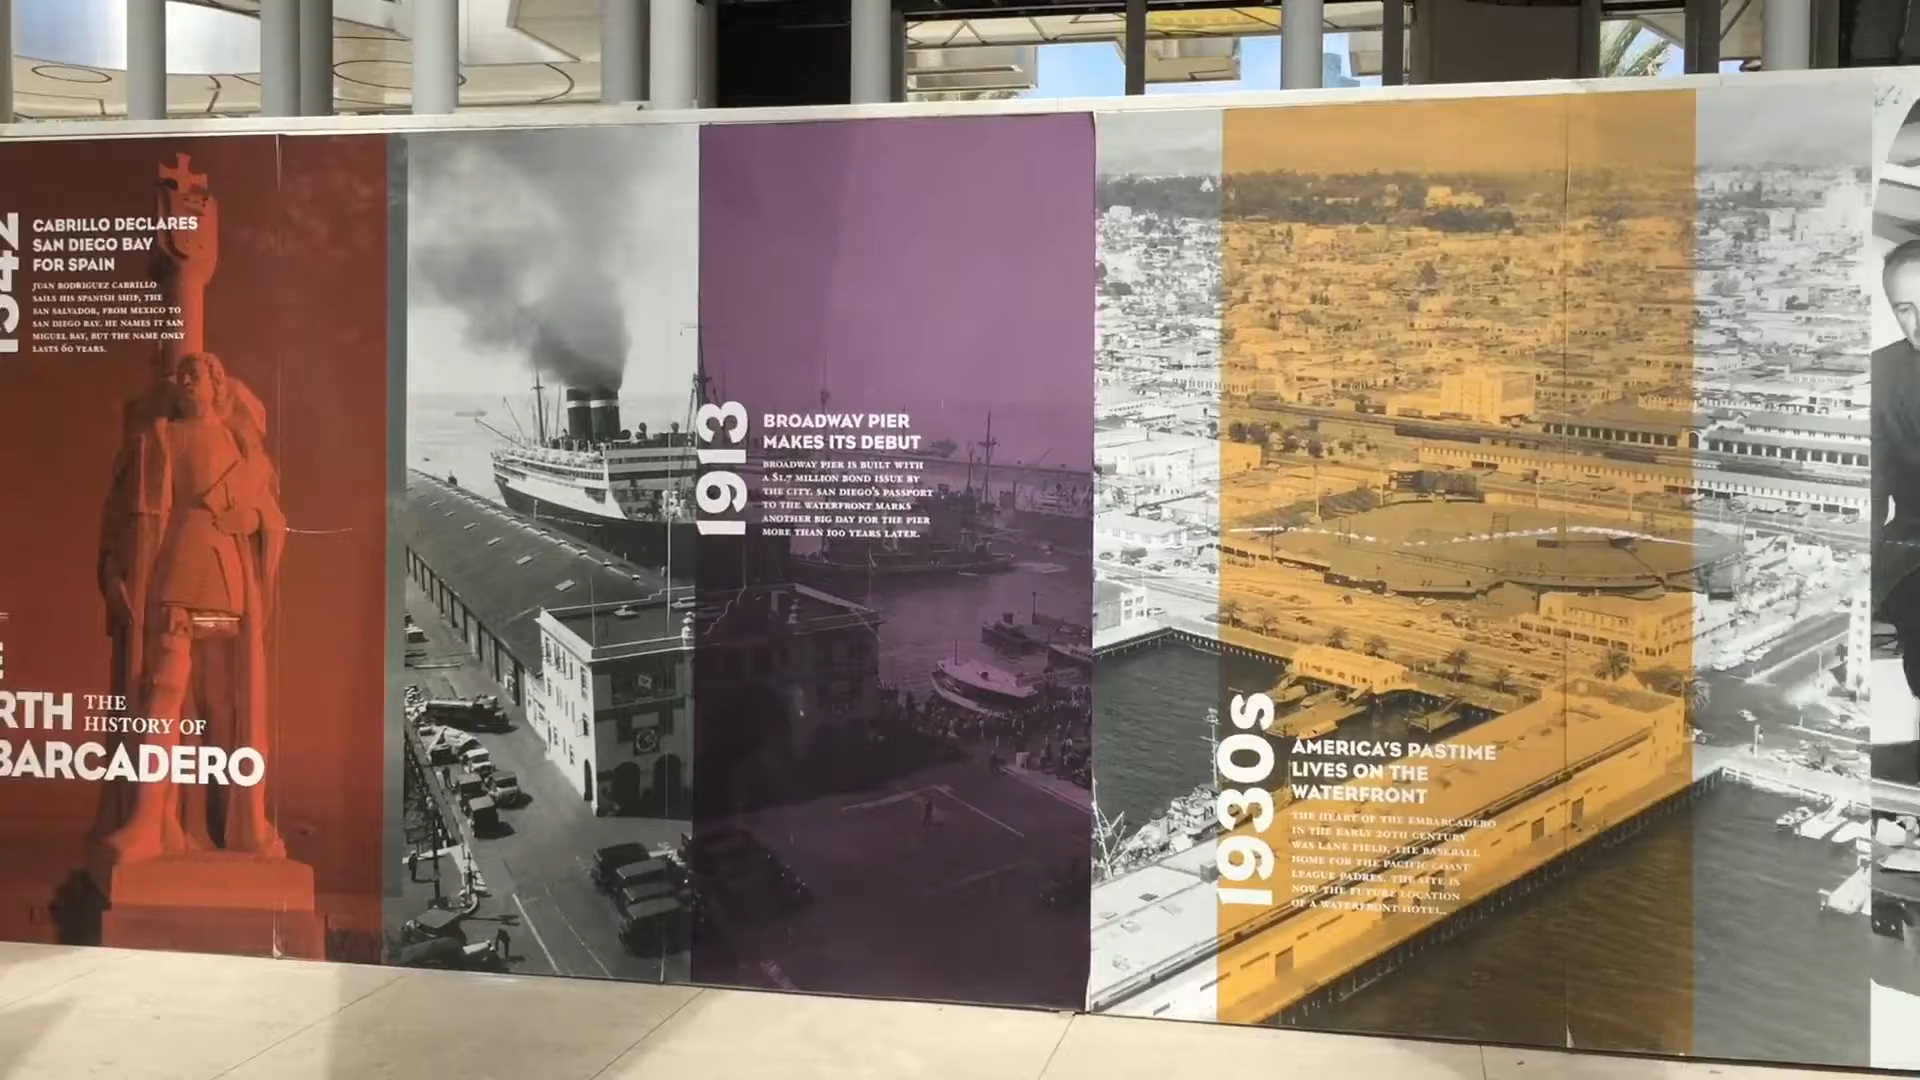 1542
CABRILLO DECLARES
SAN DIEGO BAY
FOR SPAIN
JUAN RODRIGUEZ CABRILLO
SAILS HIS SPANISH SHIP, THE
SAN SALVADOR, FROM MEXICO TO
SAN DIEGO BAY. HE NAMES IT SAN
MIGUEL BAY, BUT THE NAME ONLY
LASTS 60 YEARS.
E
RTH THE
HISTORY OF
BARCADERO
1913
BROADWAY PIER
MAKES ITS DEBUT
BROADWAY PIER IS BUILT WITH
A $1.7 MILLION BOND ISSUE BY
THE CITY. SAN DIEGO'S PASSPORT
TO THE WATERFRONT MARKS
ANOTHER BIG DAY FOR THE PIER
MORE THAN 100 YEARS LATER.
1930S
AMERICA'S PASTIME
LIVES ON THE
WATERFRONT
THE HEART OF THE EMBARCADERO
IN THE EARLY 20TH CENTURY
WAS LANE FIELD, THE BASEBALL
HOME FOR THE PACIFIC COAST
LEAGUE PADRES. THE SITE IS
NOW THE FUTURE LOCATION
OF A WATERFRONT HOTEL.